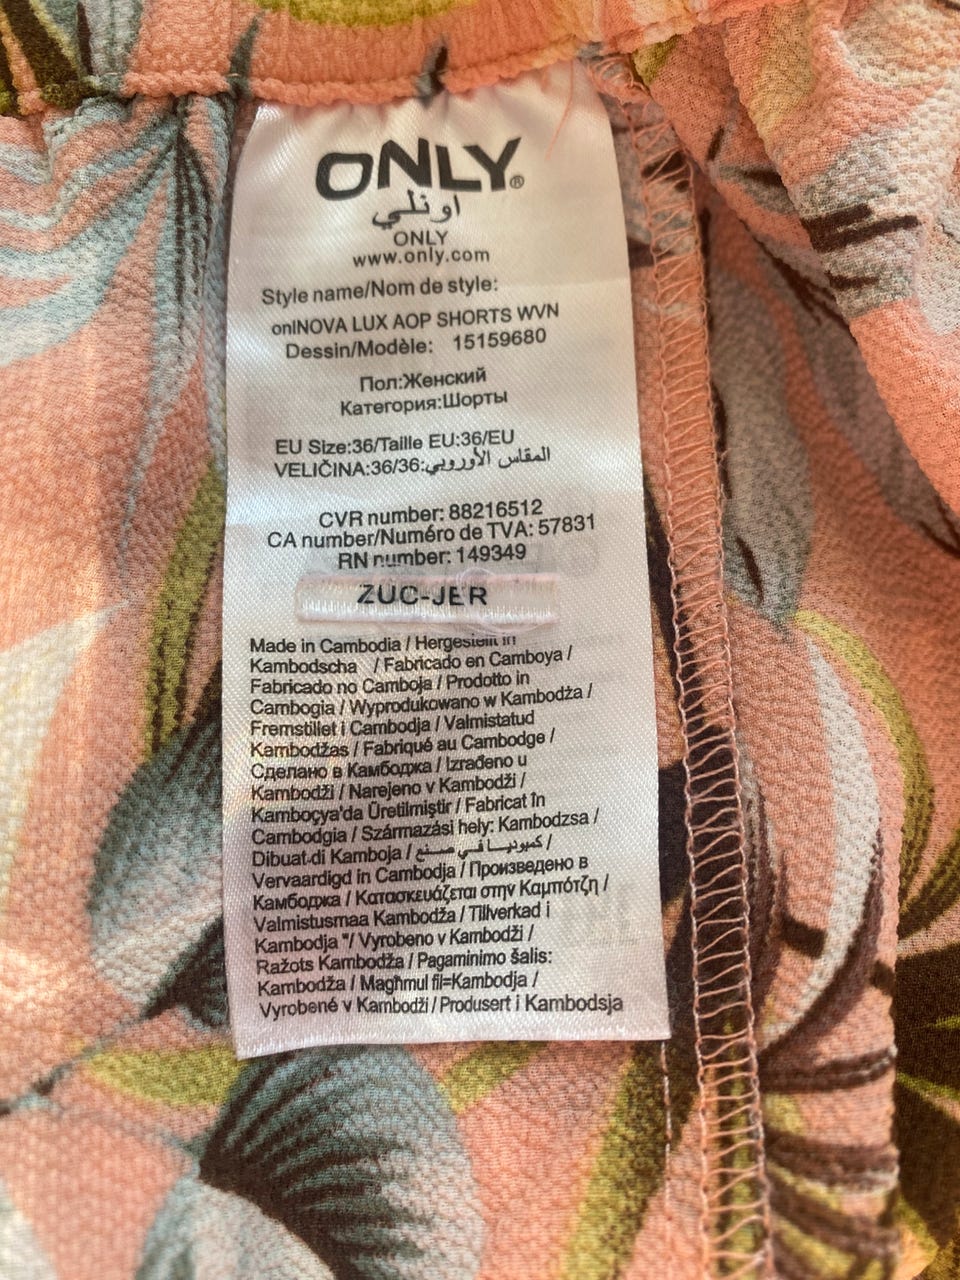 ONLY®
اونلي
ONLY
www.only.com
Style name/Nom de style:
onlNOVA LUX AOP SHORTS WVN
Dessin/Modèle: 15159680
Пол:Женский
Категория:Шорты
EU Size:36/Taille EU:36/EU
VELIČINA:36/36:المقاس الأوروبي
CVR number: 88216512
CA number/Numéro de TVA: 57831
RN number: 149349
ZUC-JER
Made in Cambodia / Hergestellt in
Kambodscha / Fabricado en Camboya /
Fabricado no Camboja / Prodotto in
Cambogia / Wyprodukowano w Kambodża /
Fremstillet i Cambodja / Valmistatud
Kambodžas / Fabriqué au Cambodge /
Сделано в Камбоджа / Izrađeno u
Kambodži / Narejeno v Kambodži /
Kamboçya'da Üretilmiştir / Fabricat în
Cambodgia / Származási hely: Kambodzsa /
Dibuat di Kamboja / كمبوديا في صنع /
Vervaardigd in Cambodja / Произведено в
Камбоджа / Κατασκευάζεται στην Καμπότζη /
Valmistusmaa Kambodža / Tillverkad i
Kambodja "/ Vyrobeno v Kambodži /
Ražots Kambodža / Pagaminimo šalis:
Kambodža / Magħmul fil=Kambodja /
Vyrobené v Kambodži / Produsert i Kambodsja